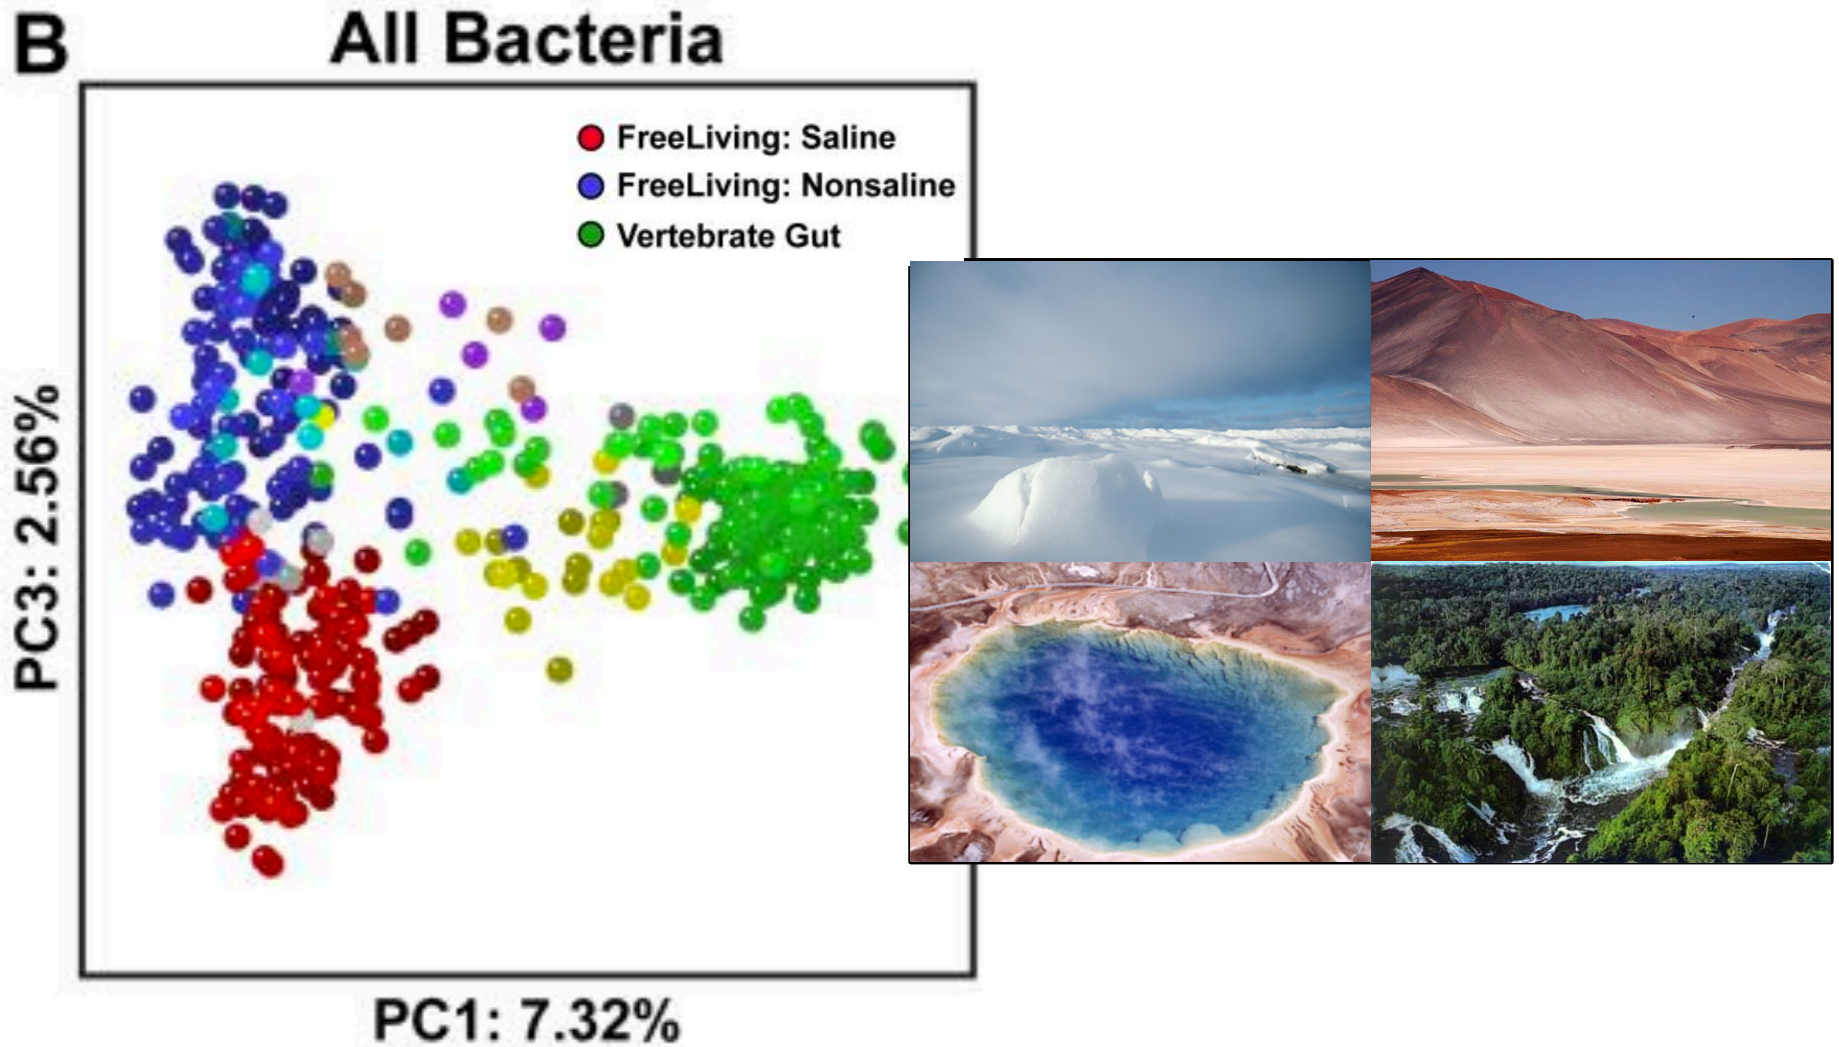 B
All Bacteria
FreeLiving: Saline
FreeLiving: Nonsaline
Vertebrate Gut
PC3: 2.56%
PC1: 7.32%